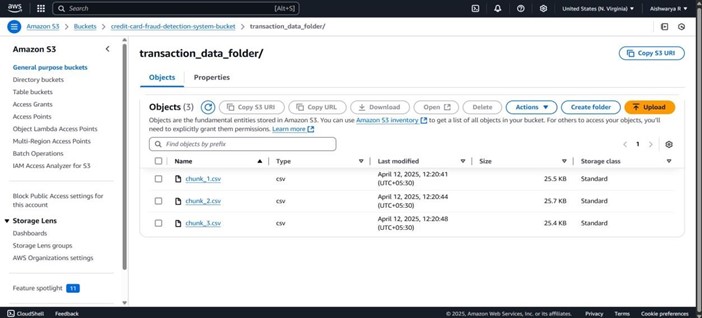 aws
Search [Alt+S] United States (N. Virginia) Aishwarya R
Amazon S3 > Buckets > credit-card-fraud-detection-system-bucket > transaction_data_folder/
Amazon S3
General purpose buckets
Directory buckets
Table buckets
Access Grants
Access Points
Object Lambda Access Points
Multi-Region Access Points
Batch Operations
IAM Access Analyzer for S3
Block Public Access settings for
this account
Storage Lens
Dashboards
Storage Lens groups
AWS Organizations settings
Feature spotlight 11
transaction_data_folder/
Copy S3 URI
Objects Properties
Objects (3) Copy S3 URI Copy URL Download Open Delete Actions Create folder Upload
Objects are the fundamental entities stored in Amazon S3. You can use Amazon S3 inventory to get a list of all objects in your bucket. For others to access your objects, you'll
need to explicitly grant them permissions. Learn more
Find objects by prefix
1
Name Type Last modified Size Storage class
chunk_1.csv csv April 12, 2025, 12:20:41 25.5 KB Standard
(UTC+05:30)
chunk_2.csv csv April 12, 2025, 12:20:44 25.7 KB Standard
(UTC+05:30)
chunk_3.csv csv April 12, 2025, 12:20:48 25.4 KB Standard
(UTC+05:30)
CloudShell Feedback © 2025, Amazon Web Services, Inc. or its affiliates. Privacy Terms Cookie preferences